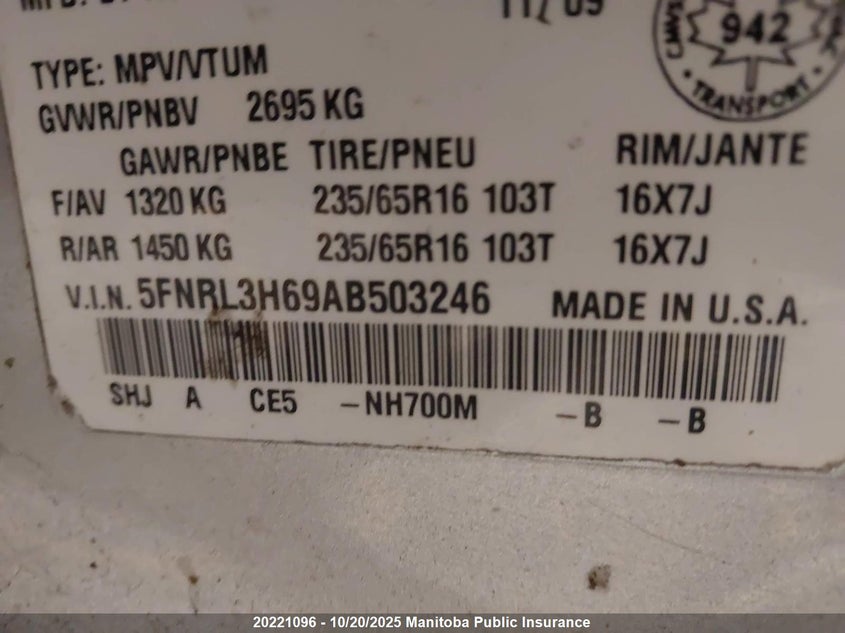 11/ 09
942
TRANSPORT
TYPE: MPV/VTUM
GVWR/PNBV 2695 KG
GAWR/PNBE TIRE/PNEU RIM/JANTE
F/AV 1320 KG 235/65R16 103T 16X7J
R/AR 1450 KG 235/65R16 103T 16X7J
V.I.N. 5FNRL3H69AB503246 MADE IN U.S.A.
SHJ A CE5 -NH700M -B -B
20221096 - 10/20/2025 Manitoba Public Insurance